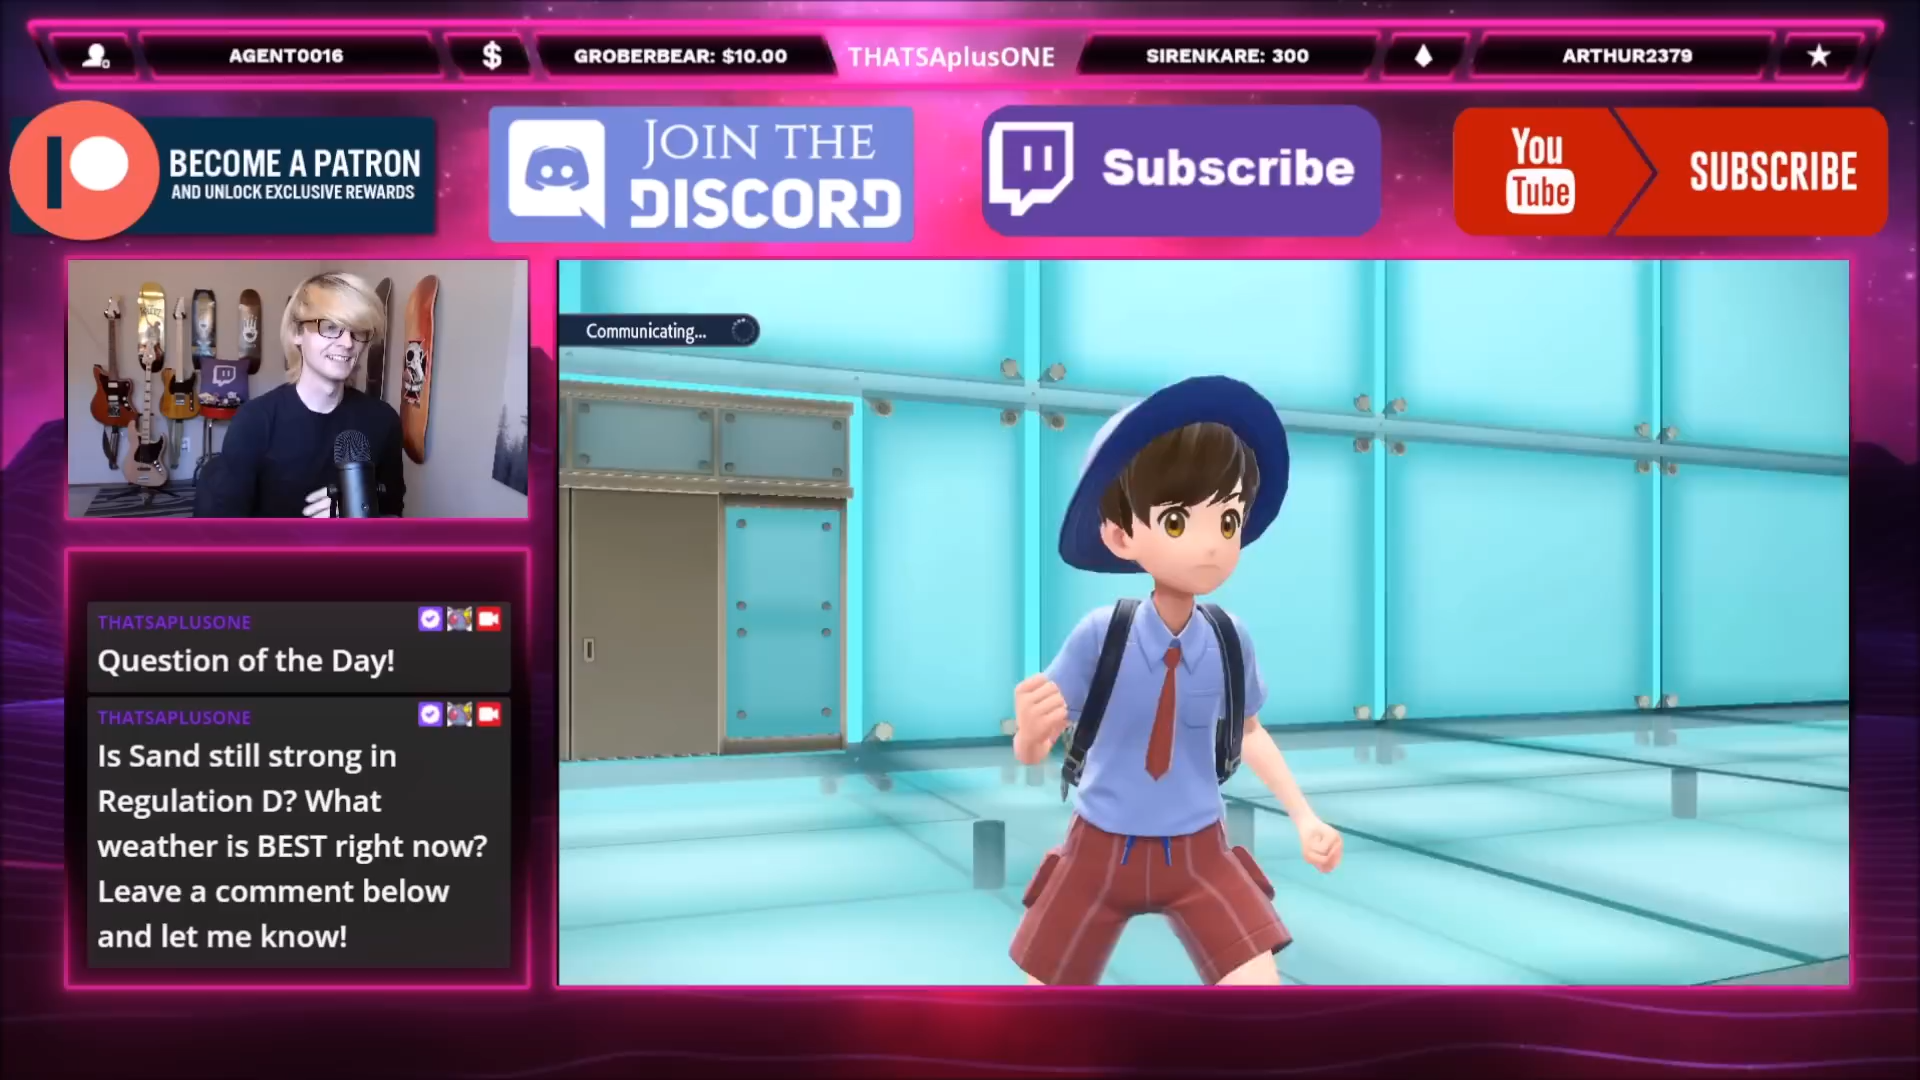 AGENT0016
$
GROBERBEAR: $10.00
THATSAplusONE
SIRENKARE: 300
ARTHUR2379
BECOME A PATRON
AND UNLOCK EXCLUSIVE REWARDS
JOIN THE
DISCORD
Subscribe
You
Tube
SUBSCRIBE
Communicating...
THATSAPLUSONE
Question of the Day!
THATSAPLUSONE
Is Sand still strong in
Regulation D? What
weather is BEST right now?
Leave a comment below
and let me know!